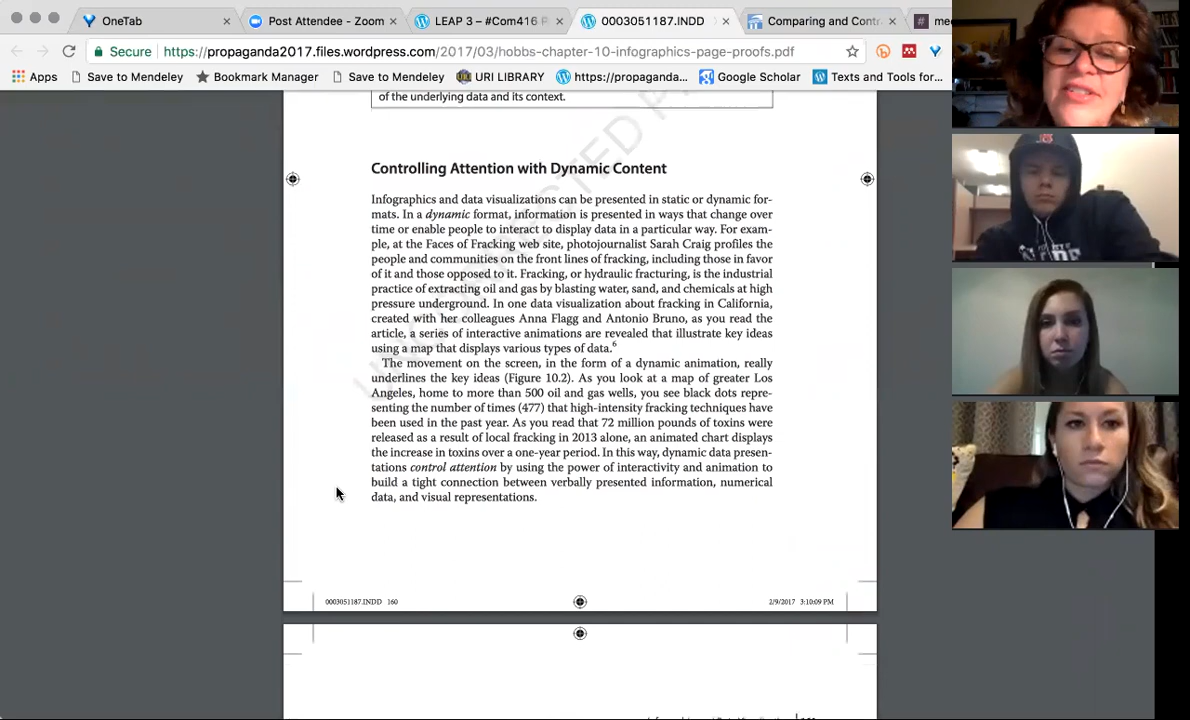 OneTab
Post Attendee - Zoom
LEAP 3 – #Com416 P
0003051187.INDD
Comparing and Contr
Secure
https://propaganda2017.files.wordpress.com/2017/03/hobbs-chapter-10-infographics-page-proofs.pdf
Apps
Save to Mendeley
Bookmark Manager
Save to Mendeley
URI LIBRARY
https://propaganda...
Google Scholar
Texts and Tools for...
of the underlying data and its context.
Controlling Attention with Dynamic Content
Infographics and data visualizations can be presented in static or dynamic for-
mats. In a dynamic format, information is presented in ways that change over
time or enable people to interact to display data in a particular way. For exam-
ple, at the Faces of Fracking web site, photojournalist Sarah Craig profiles the
people and communities on the front lines of fracking, including those in favor
of it and those opposed to it. Fracking, or hydraulic fracturing, is the industrial
practice of extracting oil and gas by blasting water, sand, and chemicals at high
pressure underground. In one data visualization about fracking in California,
created with her colleagues Anna Flagg and Antonio Bruno, as you read the
article, a series of interactive animations are revealed that illustrate key ideas
using a map that displays various types of data.6
The movement on the screen, in the form of a dynamic animation, really
underlines the key ideas (Figure 10.2). As you look at a map of greater Los
Angeles, home to more than 500 oil and gas wells, you see black dots repre-
senting the number of times (477) that high-intensity fracking techniques have
been used in the past year. As you read that 72 million pounds of toxins were
released as a result of local fracking in 2013 alone, an animated chart displays
the increase in toxins over a one-year period. In this way, dynamic data presen-
tations control attention by using the power of interactivity and animation to
build a tight connection between verbally presented information, numerical
data, and visual representations.
0003051187.INDD 160
2/9/2017 3:10:09 PM